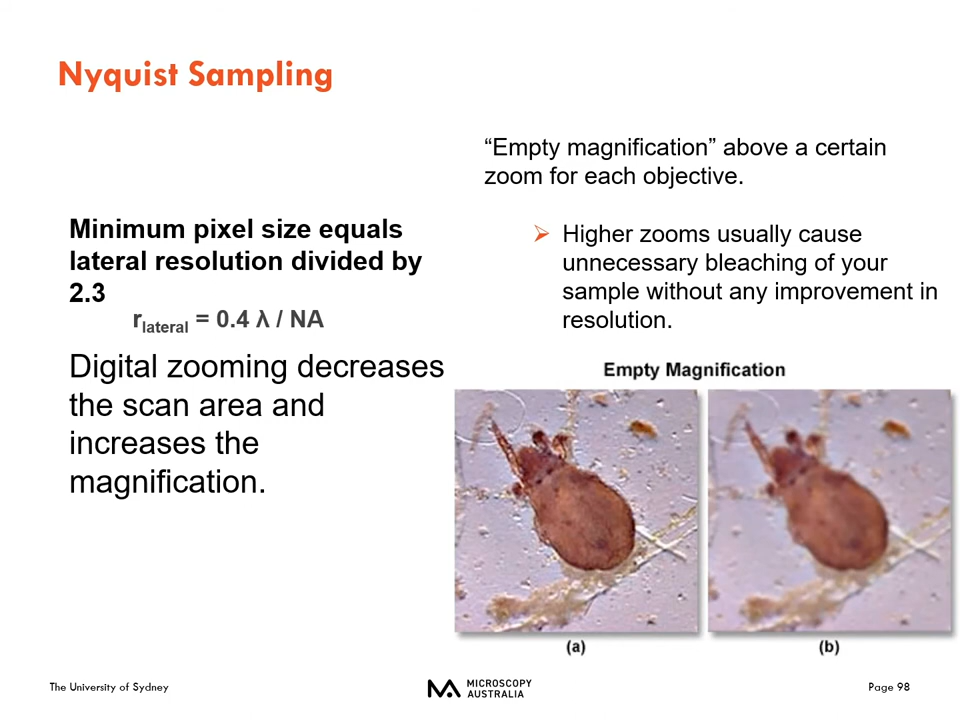 Nyquist Sampling
Minimum pixel size equals
lateral resolution divided by
2.3
rlateral = 0.4 λ / NA
Digital zooming decreases
the scan area and
increases the
magnification.
“Empty magnification” above a certain
zoom for each objective.
Higher zooms usually cause
unnecessary bleaching of your
sample without any improvement in
resolution.
Empty Magnification
(a)
(b)
The University of Sydney
MICROSCOPY
AUSTRALIA
Page 98